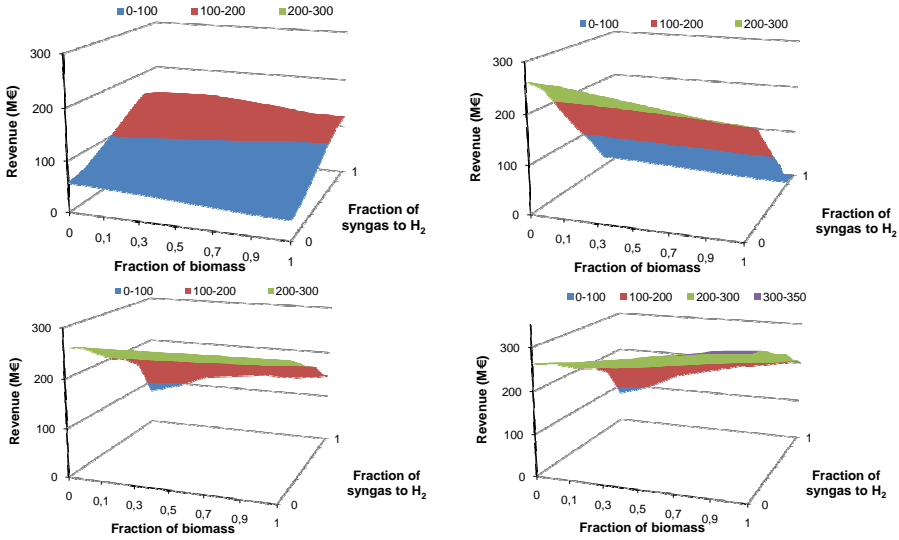 0-100 100-200 200-300
300
200
100
0
Revenue (M€)
0 0,1 0,3 0,5 0,7 0,9 1
Fraction of biomass
0 1
Fraction of
syngas to H₂
0-100 100-200 200-300
300
200
100
0
Revenue (M€)
0 0,1 0,3 0,5 0,7 0,9 1
Fraction of biomass
0 1
Fraction of
syngas to H₂
0-100 100-200 200-300
300
200
100
0
Revenue (M€)
0 0,1 0,3 0,5 0,7 0,9 1
Fraction of biomass
0 1
Fraction of
syngas to H₂
0-100 100-200 200-300 300-350
300
200
100
0
Revenue (M€)
0 0,1 0,3 0,5 0,7 0,9 1
Fraction of biomass
0 1
Fraction of
syngas to H₂